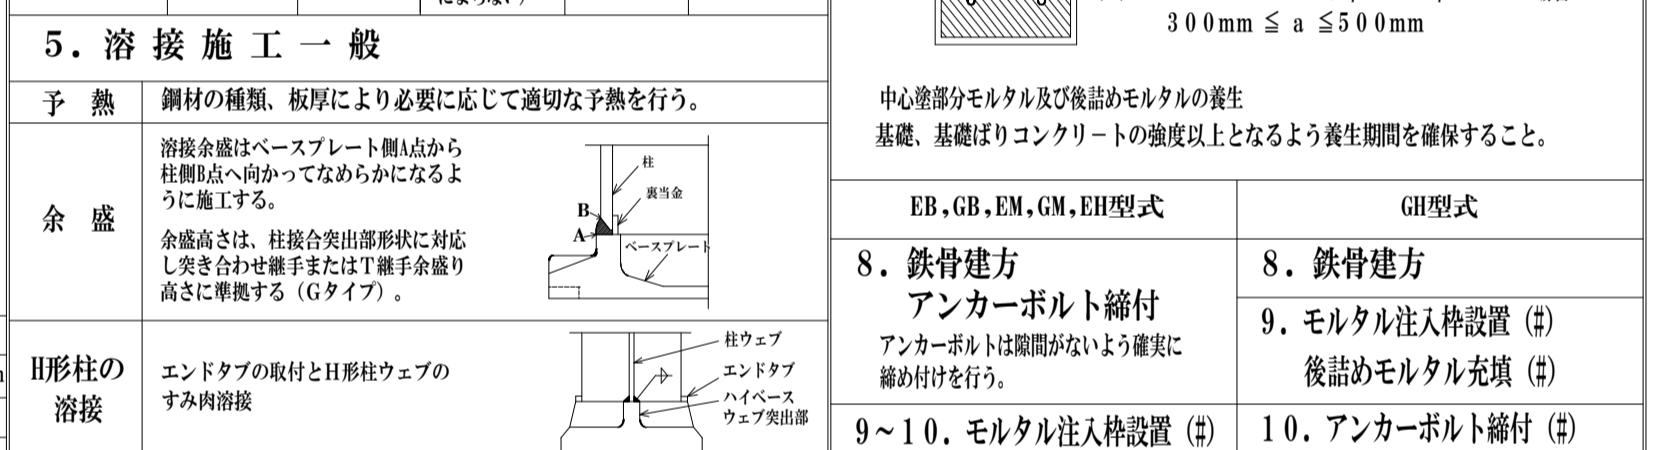 5．溶接施工一般
予　熱
鋼材の種類、板厚により必要に応じて適切な予熱を行う。
余　盛
溶接余盛はベースプレート側A点から
柱側B点へ向かってなめらかになるよ
うに施工する。
余盛高さは、柱接合突出部形状に対応
し突き合わせ継手またはT継手余盛り
高さに準拠する（Gタイプ）。
柱
裏当金
B
A
ベースプレート
H形柱の
溶接
エンドタブの取付とH形柱ウェブの
すみ肉溶接
柱ウェブ
エンドタブ
ハイベース
ウェブ突出部
300mm ≦ a ≦500mm
中心塗部分モルタル及び後詰めモルタルの養生
基礎、基礎ばりコンクリートの強度以上となるよう養生期間を確保すること。
EB,GB,EM,GM,EH型式
8．鉄骨建方
アンカーボルト締付
アンカーボルトは隙間がないよう確実に
締め付けを行う。
9～10．モルタル注入枠設置（#）
GH型式
8．鉄骨建方
9．モルタル注入枠設置（#）
後詰めモルタル充填（#）
10．アンカーボルト締付（#）